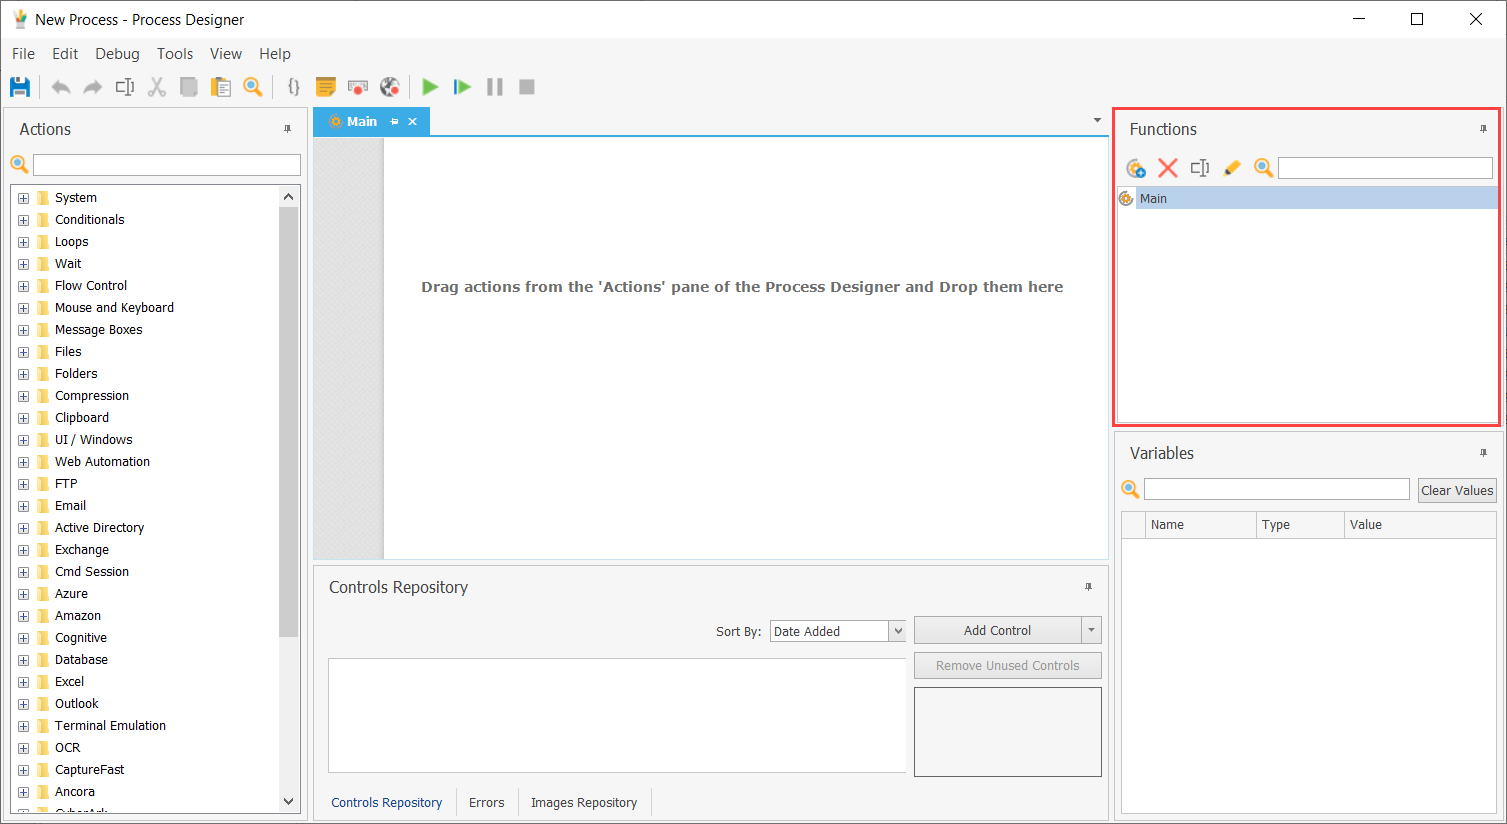 New Process - Process Designer
File Edit Debug Tools View Help
Actions
System
Conditionals
Loops
Wait
Flow Control
Mouse and Keyboard
Message Boxes
Files
Folders
Compression
Clipboard
UI / Windows
Web Automation
FTP
Email
Active Directory
Exchange
Cmd Session
Azure
Amazon
Cognitive
Database
Excel
Outlook
Terminal Emulation
OCR
CaptureFast
Ancora
Main
Drag actions from the 'Actions' pane of the Process Designer and Drop them here
Controls Repository
Sort By: Date Added
Add Control
Remove Unused Controls
Controls Repository Errors Images Repository
Functions
Main
Variables
Clear Values
Name Type Value